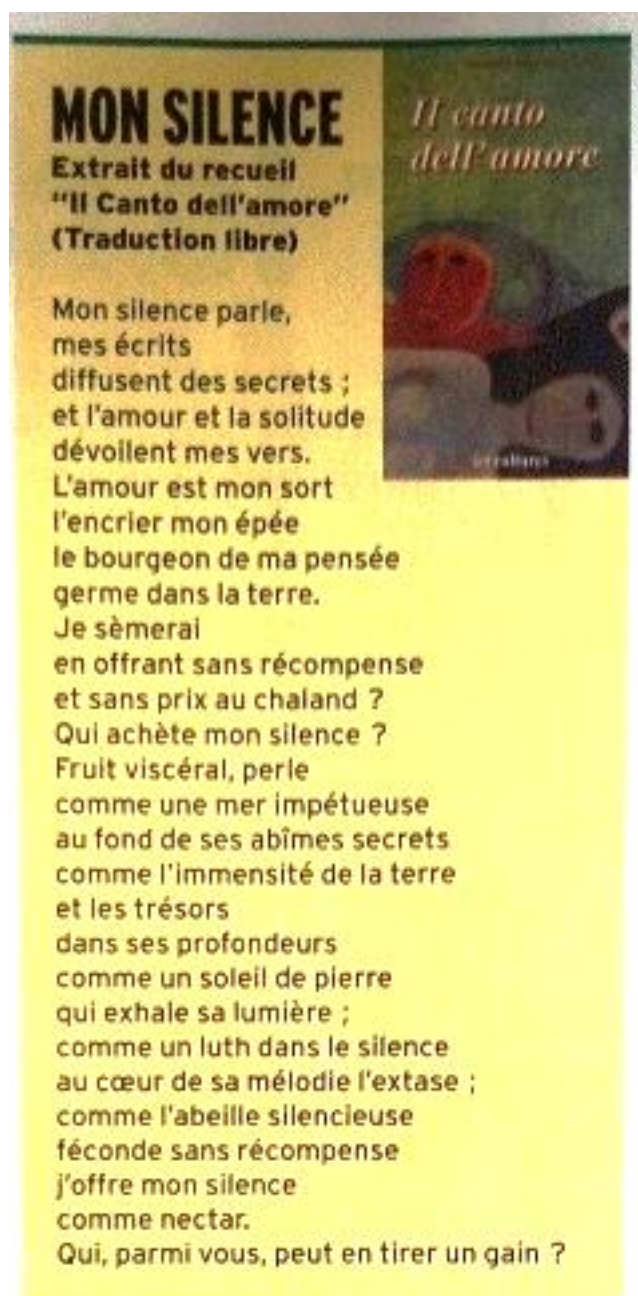 MON SILENCE
Extrait du recueil
"Il Canto dell'amore"
(Traduction libre)
Il canto
dell'amore
Mon silence parle,
mes écrits
diffusent des secrets ;
et l'amour et la solitude
dévoilent mes vers.
L'amour est mon sort
l'encrier mon épée
le bourgeon de ma pensée
germe dans la terre.
Je sèmerai
en offrant sans récompense
et sans prix au chaland ?
Qui achète mon silence ?
Fruit viscéral, perle
comme une mer impétueuse
au fond de ses abîmes secrets
comme l'immensité de la terre
et les trésors
dans ses profondeurs
comme un soleil de pierre
qui exhale sa lumière ;
comme un luth dans le silence
au cœur de sa mélodie l'extase ;
comme l'abeille silencieuse
féconde sans récompense
j'offre mon silence
comme nectar.
Qui, parmi vous, peut en tirer un gain ?